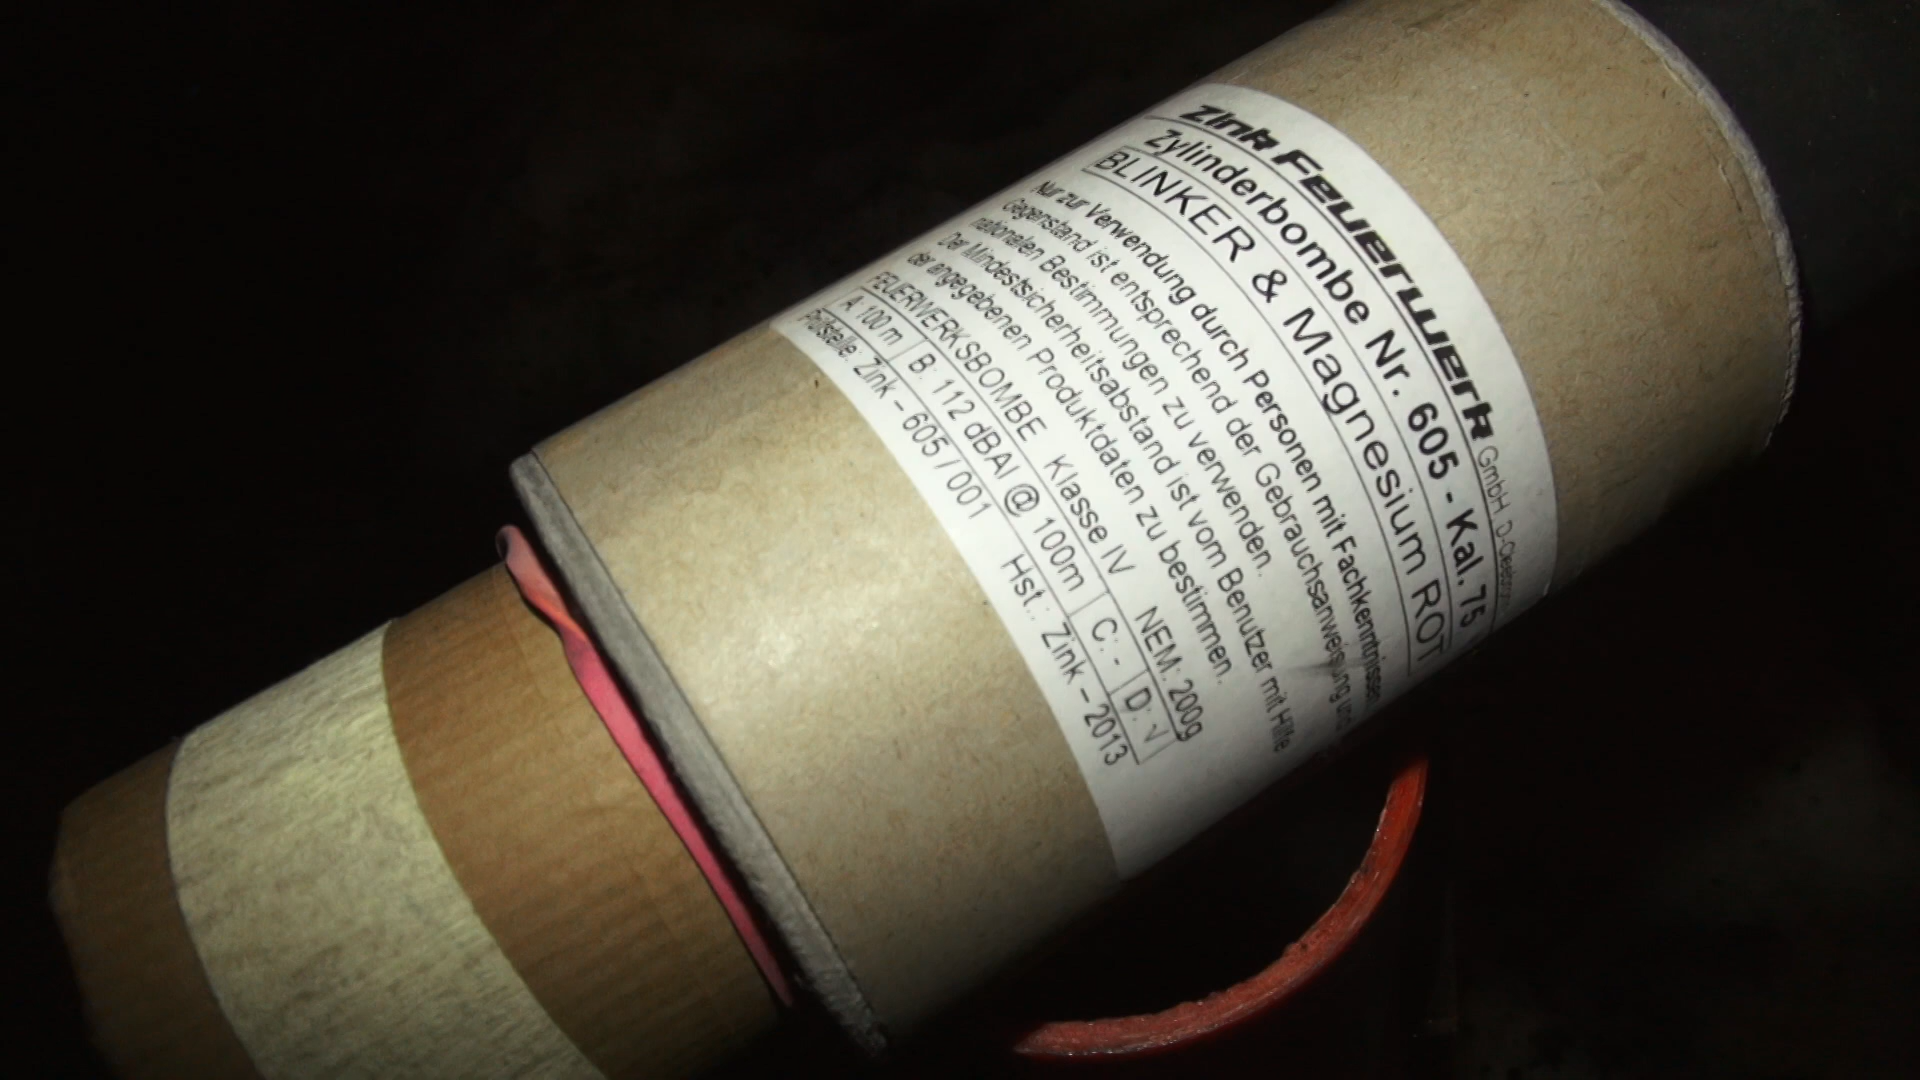 Zink Feuerwerk GmbH, D-
Zylinderbombe Nr. 605 - Kal. 75
BLINKER & Magnesium ROT
Nur zur Verwendung durch Personen mit Fachkenntnissen
Gegenstand ist entsprechend der Gebrauchsanweisung und
nationalen Bestimmungen zu verwenden.
Der Mindestsicherheitsabstand ist vom Benutzer mit Hilfe
der angegebenen Produktdaten zu bestimmen.
FEUERWERKSBOMBE Klasse IV NEM: 200g
A: 100 m B: 112 dBAI @ 100m C: - D: √
Prüfstelle: Zink – 605 / 001 Hst.: Zink – 2013